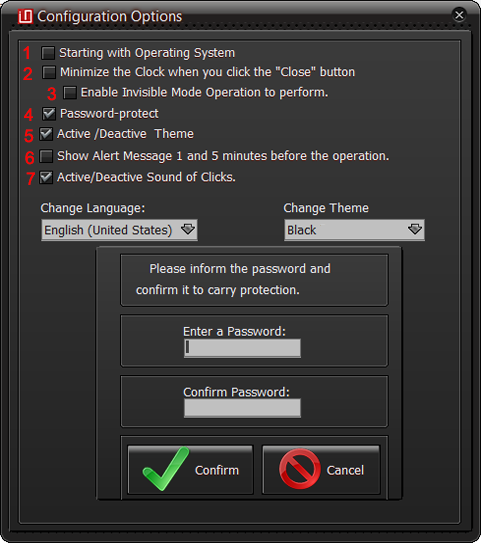 Configuration Options
1 Starting with Operating System
2 Minimize the Clock when you click the "Close" button
3 Enable Invisible Mode Operation to perform.
4 Password-protect
5 Active /Deactive Theme
6 Show Alert Message 1 and 5 minutes before the operation.
7 Active/Deactive Sound of Clicks.
Change Language: Change Theme
English (United States) Black
Please inform the password and
confirm it to carry protection.
Enter a Password:
Confirm Password:
Confirm Cancel